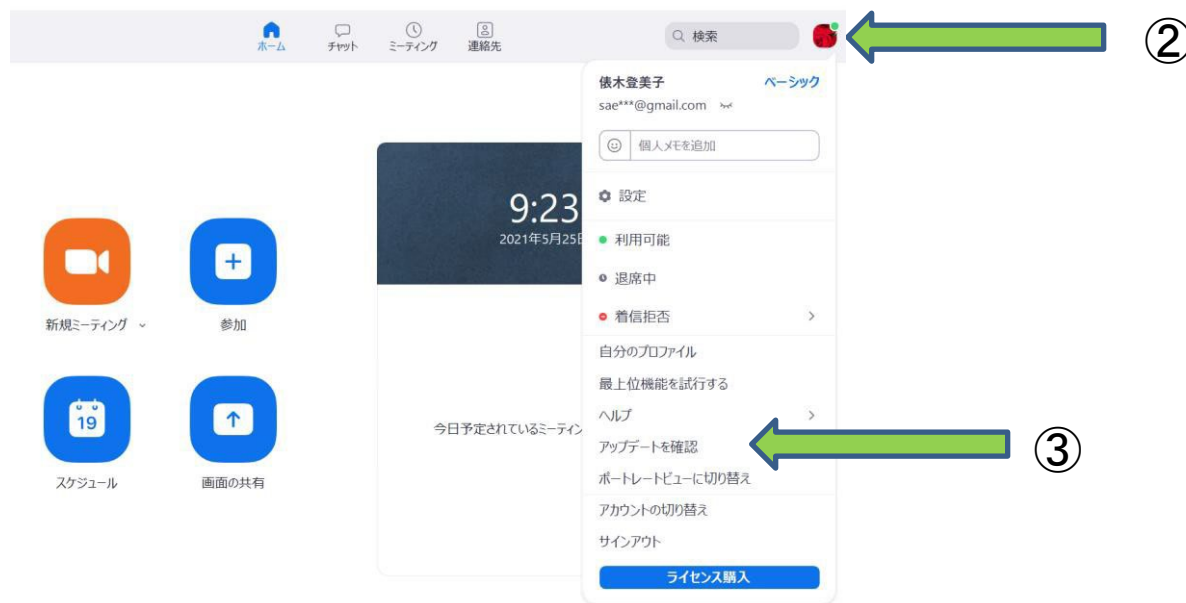 ホーム
チャット
ミーティング
連絡先
検索
②
俵木登美子 ベーシック
sae***@gmail.com
個人メモを追加
設定
9:23
2021年5月25日
利用可能
退席中
着信拒否
新規ミーティング
参加
自分のプロファイル
最上位機能を試行する
ヘルプ
今日予定されているミーティン
アップデートを確認
③
ポートレートビューに切り替え
19
スケジュール
画面の共有
アカウントの切り替え
サインアウト
ライセンス購入